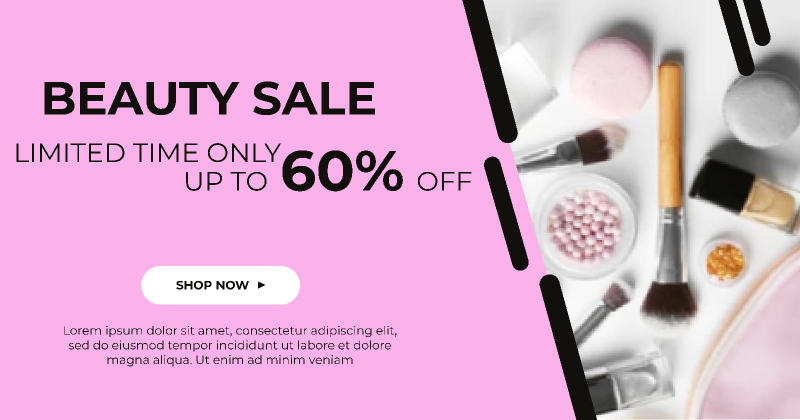 BEAUTY SALE
LIMITED TIME ONLY
UP TO 60% OFF
SHOP NOW ►
Lorem ipsum dolor sit amet, consectetur adipiscing elit,
sed do eiusmod tempor incididunt ut labore et dolore
magna aliqua. Ut enim ad minim veniam